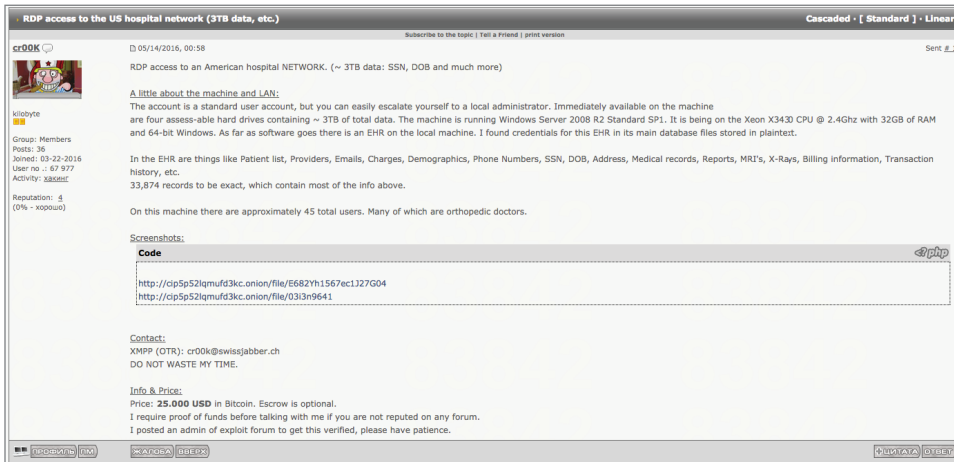 RDP access to the US hospital network (3TB data, etc.)
Cascaded · [ Standard ] · Linear
Subscribe to the topic | Tell a Friend | print version
cr00K
05/14/2016, 00:58
Sent #
RDP access to an American hospital NETWORK. (~ 3TB data: SSN, DOB and much more)
kilobyte
Group: Members
Posts: 36
Joined: 03-22-2016
User no .: 67 977
Activity: хакинг
Reputation: 4
(0% - хорошо)
A little about the machine and LAN:
The account is a standard user account, but you can easily escalate yourself to a local administrator. Immediately available on the machine
are four assess-able hard drives containing ~ 3TB of total data. The machine is running Windows Server 2008 R2 Standard SP1. It is being on the Xeon X3430 CPU @ 2.4Ghz with 32GB of RAM
and 64-bit Windows. As far as software goes there is an EHR on the local machine. I found credentials for this EHR in its main database files stored in plaintext.
In the EHR are things like Patient list, Providers, Emails, Charges, Demographics, Phone Numbers, SSN, DOB, Address, Medical records, Reports, MRI's, X-Rays, Billing information, Transaction
history, etc.
33,874 records to be exact, which contain most of the info above.
On this machine there are approximately 45 total users. Many of which are orthopedic doctors.
Screenshots:
Code
<?php
http://cip5p52lqmufd3kc.onion/file/E682Yh1567ec1J27G04
http://cip5p52lqmufd3kc.onion/file/03i3n9641
Contact:
XMPP (OTR): cr00k@swissjabber.ch
DO NOT WASTE MY TIME.
Info & Price:
Price: 25.000 USD in Bitcoin. Escrow is optional.
I require proof of funds before talking with me if you are not reputed on any forum.
I posted an admin of exploit forum to get this verified, please have patience.
ПРОФИЛЬ
ПМ
ЖАЛОБА
ВВЕРХ
+ЦИТАТА
ОТВЕТ